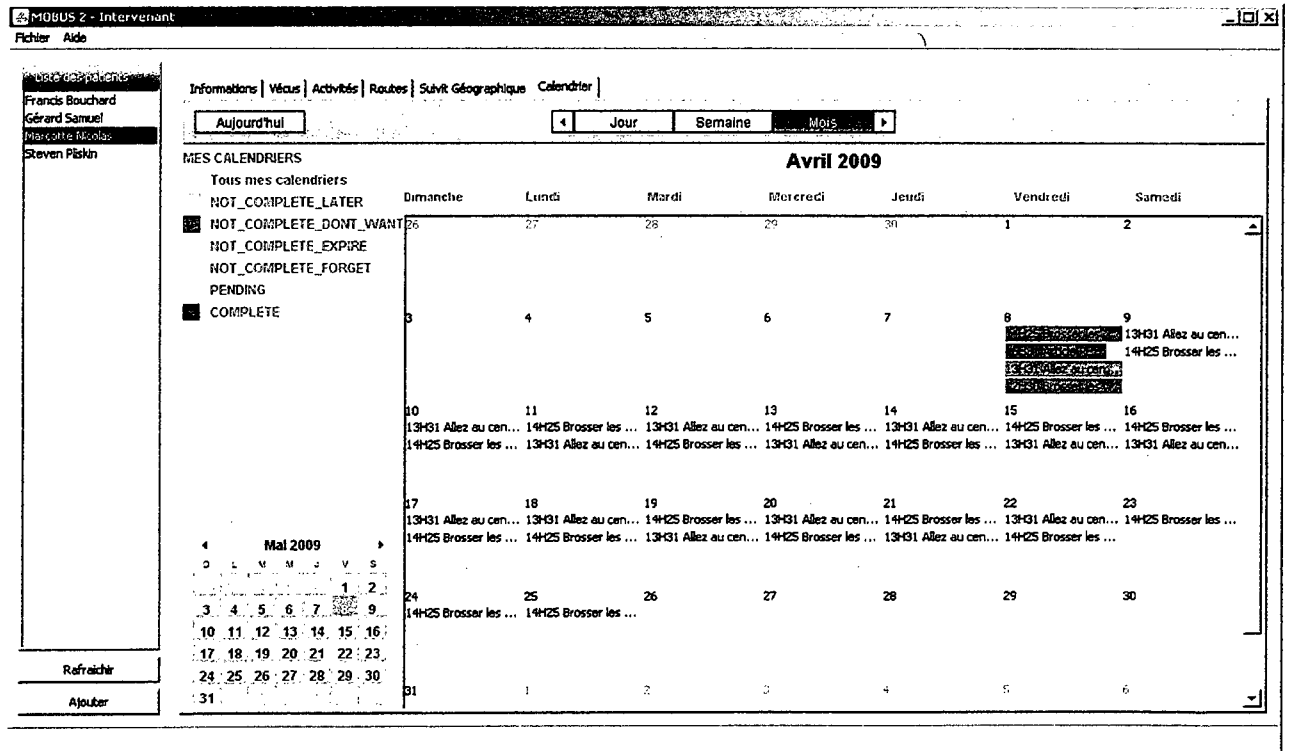 MOBUS 2 - Intervenant
Fichier Aide
Liste des patients
Francis Bouchard
Gérard Samuel
Marcotte Nicolas
Steven Pliskin
Rafraichir
Ajouter
Informations | Vécus | Activités | Routes | Suivit Géographique Calendrier
Aujourd'hui
Jour Semaine Mois
MES CALENDRIERS
Tous mes calendriers
NOT_COMPLETE_LATER
NOT_COMPLETE_DONT_WANT
NOT_COMPLETE_EXPIRE
NOT_COMPLETE_FORGET
PENDING
COMPLETE
Mai 2009
D L M M J V S
1 2
3 4 5 6 7 9
10 11 12 13 14 15 16
17 18 19 20 21 22 23
24 25 26 27 28 29 30
31
Avril 2009
Dimanche Lundi Mardi Mercredi Jeudi Vendredi Samedi
26 27 28 29 30 1 2
3 4 5 6 7 8 9
14H25 Brosser les 13H31 Allez au cen...
14H25 Brosser les ...
13H31 Allez au cen...
10 11 12 13 14 15 16
13H31 Allez au cen... 14H25 Brosser les ... 13H31 Allez au cen... 14H25 Brosser les ... 13H31 Allez au cen... 14H25 Brosser les ... 14H25 Brosser les ...
14H25 Brosser les ... 13H31 Allez au cen... 14H25 Brosser les ... 13H31 Allez au cen... 14H25 Brosser les ... 13H31 Allez au cen... 13H31 Allez au cen...
17 18 19 20 21 22 23
13H31 Allez au cen... 13H31 Allez au cen... 14H25 Brosser les ... 13H31 Allez au cen... 14H25 Brosser les ... 13H31 Allez au cen... 14H25 Brosser les ...
14H25 Brosser les ... 14H25 Brosser les ... 13H31 Allez au cen... 14H25 Brosser les ... 13H31 Allez au cen... 14H25 Brosser les ...
24 25 26 27 28 29 30
14H25 Brosser les ... 14H25 Brosser les ...
31 1 2 3 4 5 6